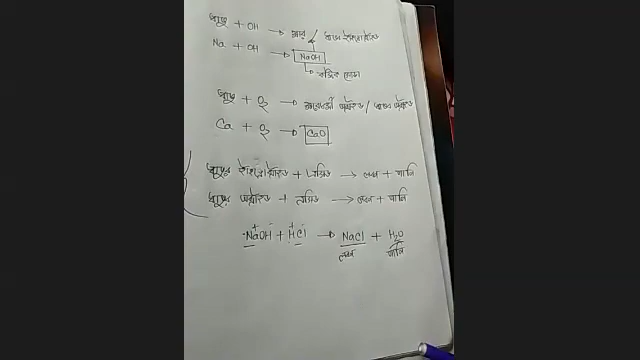 ধাতু + OH → ক্ষার / ধাতব হাইড্রোক্সাইড
Na + OH → NaOH
ধাতু + O₂ → ক্ষারকীয় অক্সাইড / ধাতব অক্সাইড
Ca + O₂ → CaO
ধাতুর হাইড্রোক্সাইড + এসিড → লবণ + পানি
ধাতুর অক্সাইড + এসিড → লবণ + পানি
NaOH + HCl → NaCl + H₂O
লবণ পানি